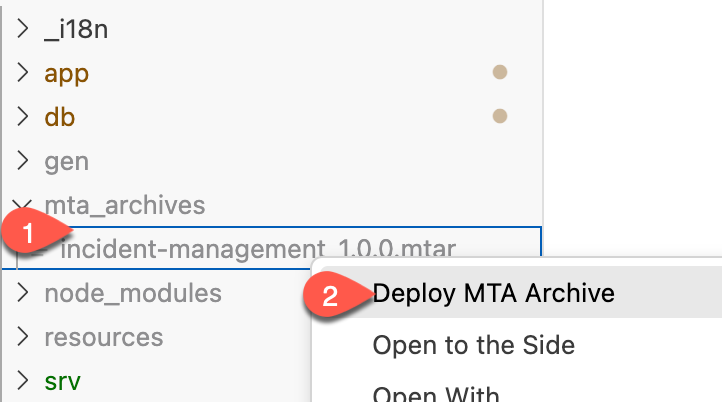 _i18n
app
db
gen
mta_archives
1
incident-management_1.0.0.mtar
node_modules
2
Deploy MTA Archive
resources
Open to the Side
srv
Open With